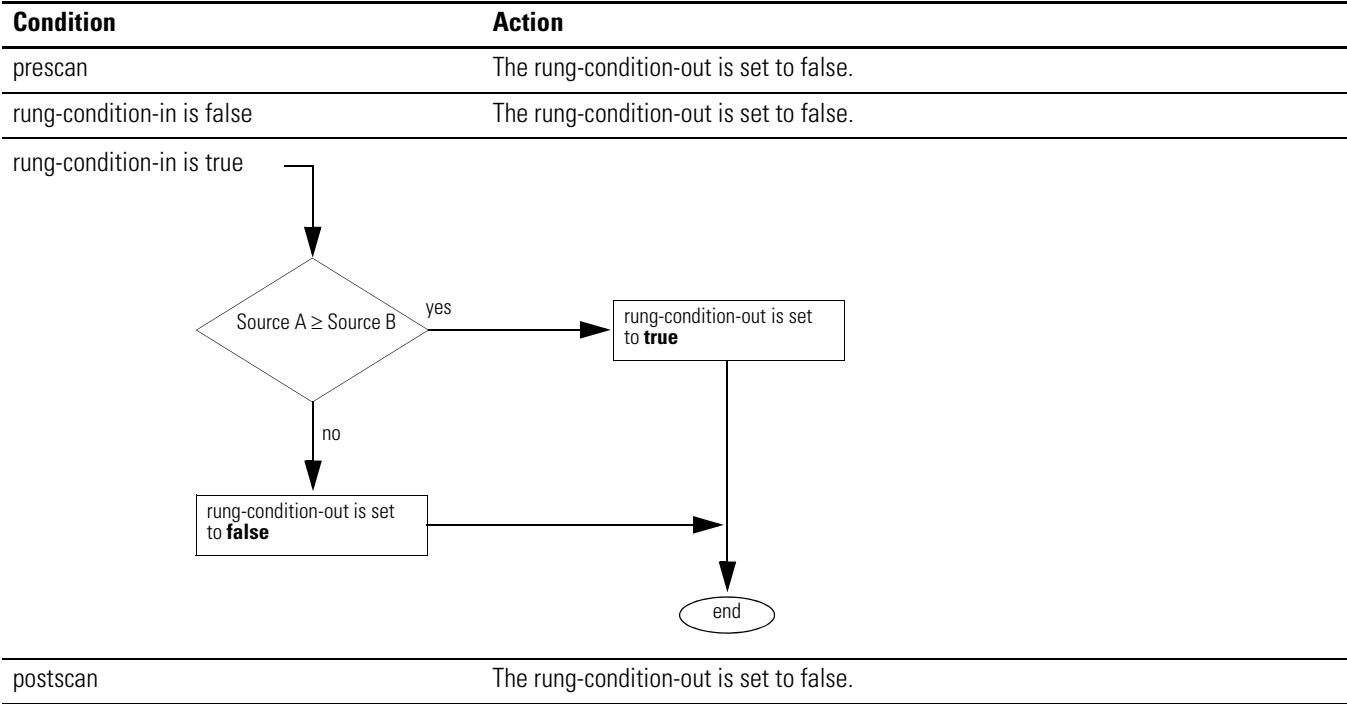 Condition Action
prescan The rung-condition-out is set to false.
rung-condition-in is false The rung-condition-out is set to false.
rung-condition-in is true
Source A ≥ Source B
yes
rung-condition-out is set
to true
no
rung-condition-out is set
to false
end
postscan The rung-condition-out is set to false.